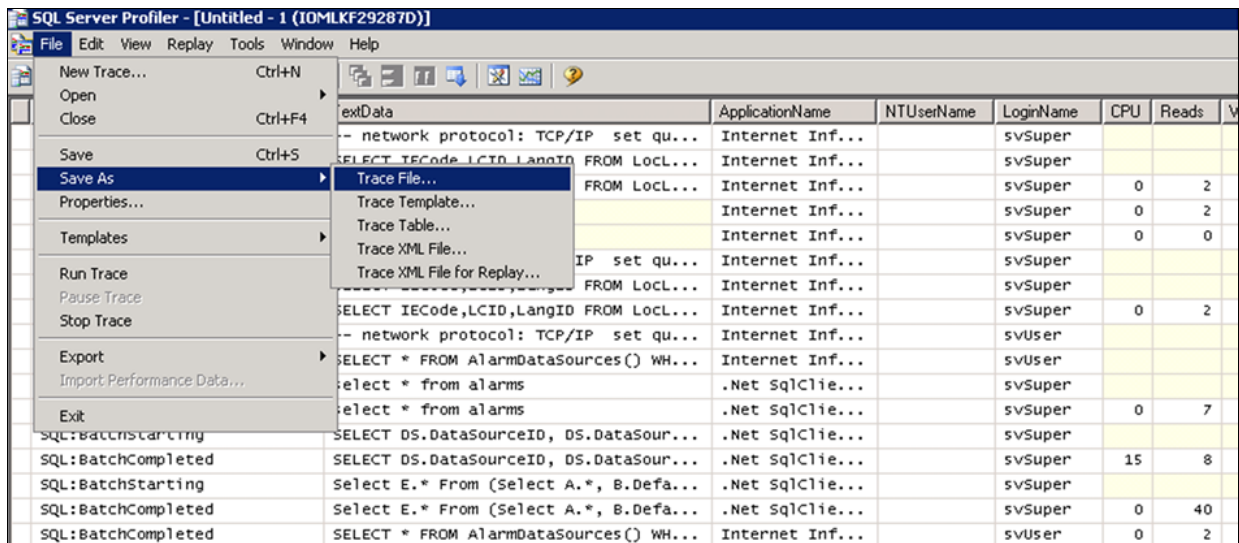 SQL Server Profiler - [Untitled - 1 (IOMLKF29287D)]
File Edit View Replay Tools Window Help
New Trace... Ctrl+N
Open
Close Ctrl+F4
Save Ctrl+S
Save As
Properties...
Templates
Run Trace
Pause Trace
Stop Trace
Export
Import Performance Data...
Exit
Trace File...
Trace Template...
Trace Table...
Trace XML File...
Trace XML File for Replay...
extData ApplicationName NTUserName LoginName CPU Reads
-- network protocol: TCP/IP set qu... Internet Inf... svSuper
SELECT IECode,LCID,LangID FROM LocL... Internet Inf... svSuper
FROM LocL... Internet Inf... svSuper 0 2
Internet Inf... svSuper 0 2
Internet Inf... svSuper 0 0
IP set qu... Internet Inf... svSuper
FROM LocL... Internet Inf... svSuper
SELECT IECode,LCID,LangID FROM LocL... Internet Inf... svSuper 0 2
-- network protocol: TCP/IP set qu... Internet Inf... svUser
SELECT * FROM AlarmDataSources() WH... Internet Inf... svUser
select * from alarms .Net SqlClie... svSuper
select * from alarms .Net SqlClie... svSuper 0 7
SQL:BatchStarting SELECT DS.DataSourceID, DS.DataSour... .Net SqlClie... svSuper
SQL:BatchCompleted SELECT DS.DataSourceID, DS.DataSour... .Net SqlClie... svSuper 15 8
SQL:BatchStarting Select E.* From (Select A.*, B.Defa... .Net SqlClie... svSuper
SQL:BatchCompleted Select E.* From (Select A.*, B.Defa... .Net SqlClie... svSuper 0 40
SQL:BatchCompleted SELECT * FROM AlarmDataSources() WH... Internet Inf... svUser 0 2